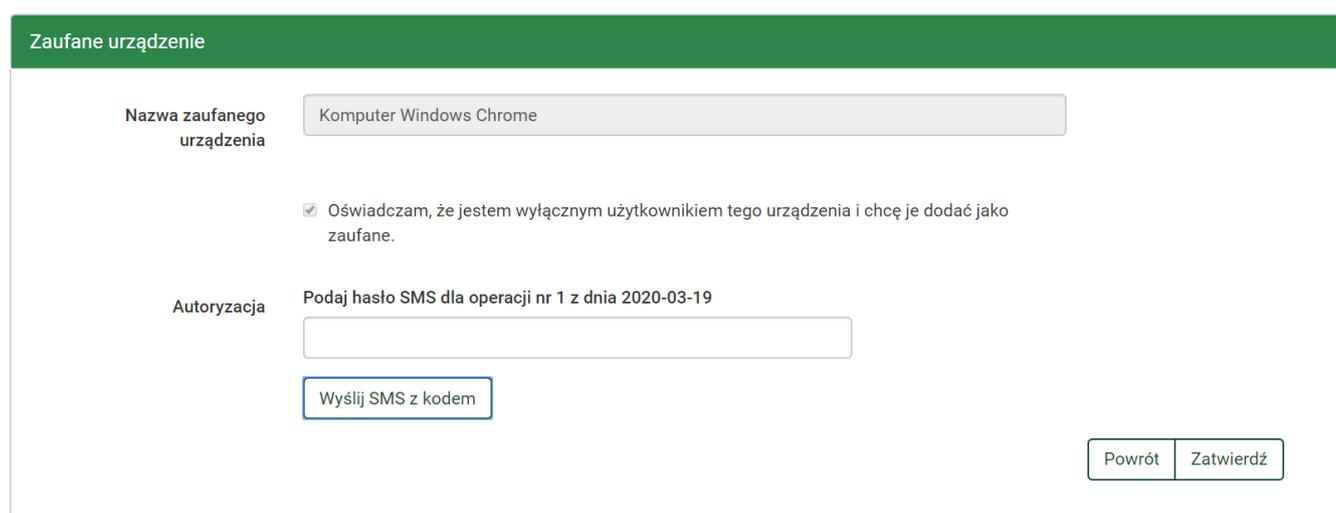 Zaufane urządzenie
Nazwa zaufanego
urządzenia
Komputer Windows Chrome
Oświadczam, że jestem wyłącznym użytkownikiem tego urządzenia i chcę je dodać jako
zaufane.
Autoryzacja
Podaj hasło SMS dla operacji nr 1 z dnia 2020-03-19
Wyślij SMS z kodem
Powrót
Zatwierdź